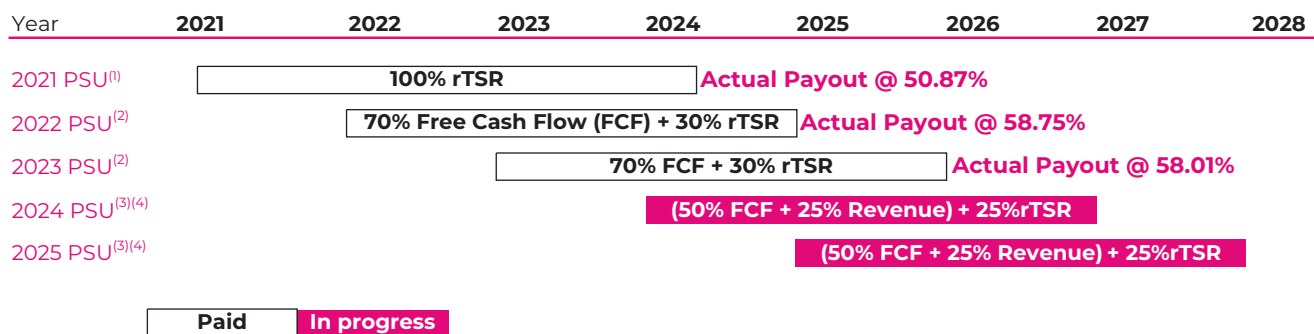 Year 2021 2022 2023 2024 2025 2026 2027 2028
2021 PSU(1) 100% rTSR Actual Payout @ 50.87%
2022 PSU(2) 70% Free Cash Flow (FCF) + 30% rTSR Actual Payout @ 58.75%
2023 PSU(2) 70% FCF + 30% rTSR Actual Payout @ 58.01%
2024 PSU(3)(4) (50% FCF + 25% Revenue) + 25%rTSR
2025 PSU(3)(4) (50% FCF + 25% Revenue) + 25%rTSR
Paid In progress